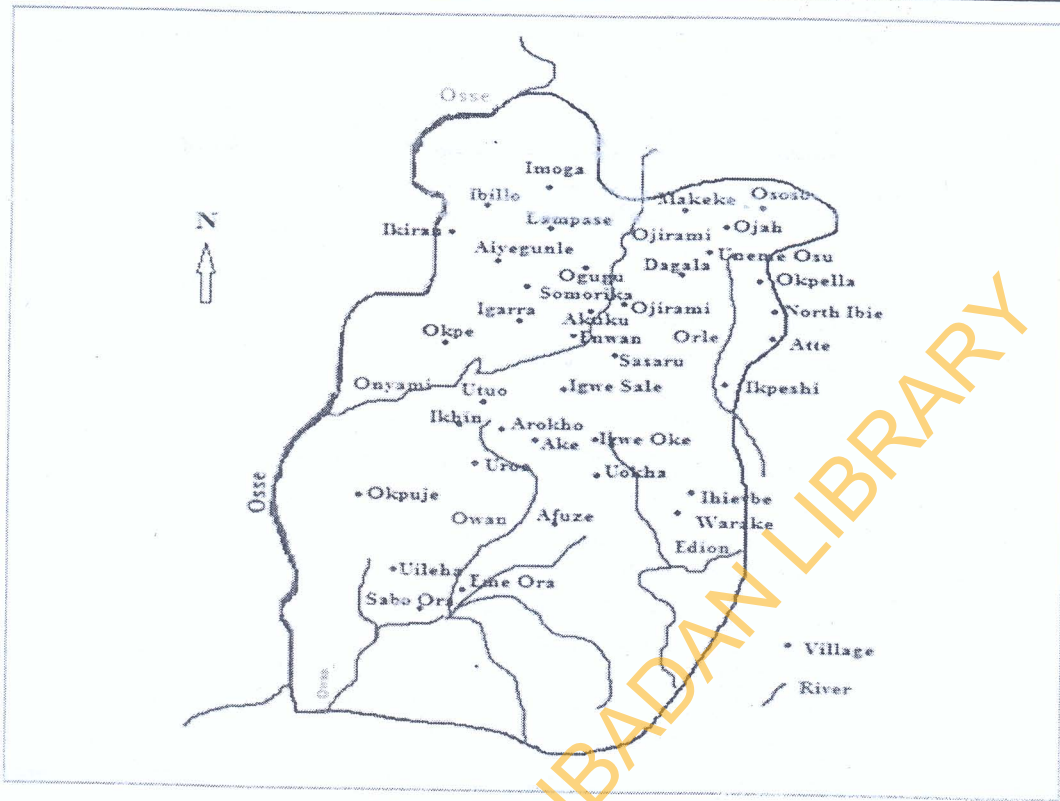 Osse
Imoga
Ibillo
Makeke
Ososo
Lampase
Ikiran
Ojirami
Ojah
Aiyegunle
Uneme Osu
Ogugu
Dagala
Okpella
Somorika
Igarra
Akuku
Ojirami
North Ibie
Okpe
Enwan
Orle
Atte
Sasaru
Onyami
Utuo
Igwe Sale
Ikpeshi
Ikhin
Arokho
Ake
Igwe Oke
Uroe
Uokha
Osse
Okpuje
Ihievbe
Owan
Afuze
Warake
Edion
Uileha
Eme Ora
Sabo Ora
Village
River
N
IBADAN LIBRARY